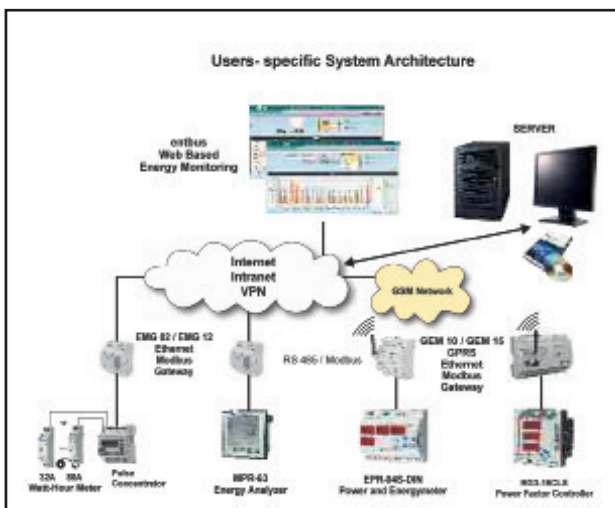 Users- specific System Architecture
entbus
Web Based
Energy Monitoring
SERVER
Internet
Intranet
VPN
GSM Network
EMG 02 / EMG 12
Ethernet
Modbus
Gateway
RS 485 / Modbus
GEM 10 / GEM 15
GPRS
Ethernet
Modbus
Gateway
32A 80A
Watt-Hour Meter
Pulse
Concentrator
MPR-63
Energy Analyzer
EPR-04S-DIN
Power and Energymeter
Power Factor Controller